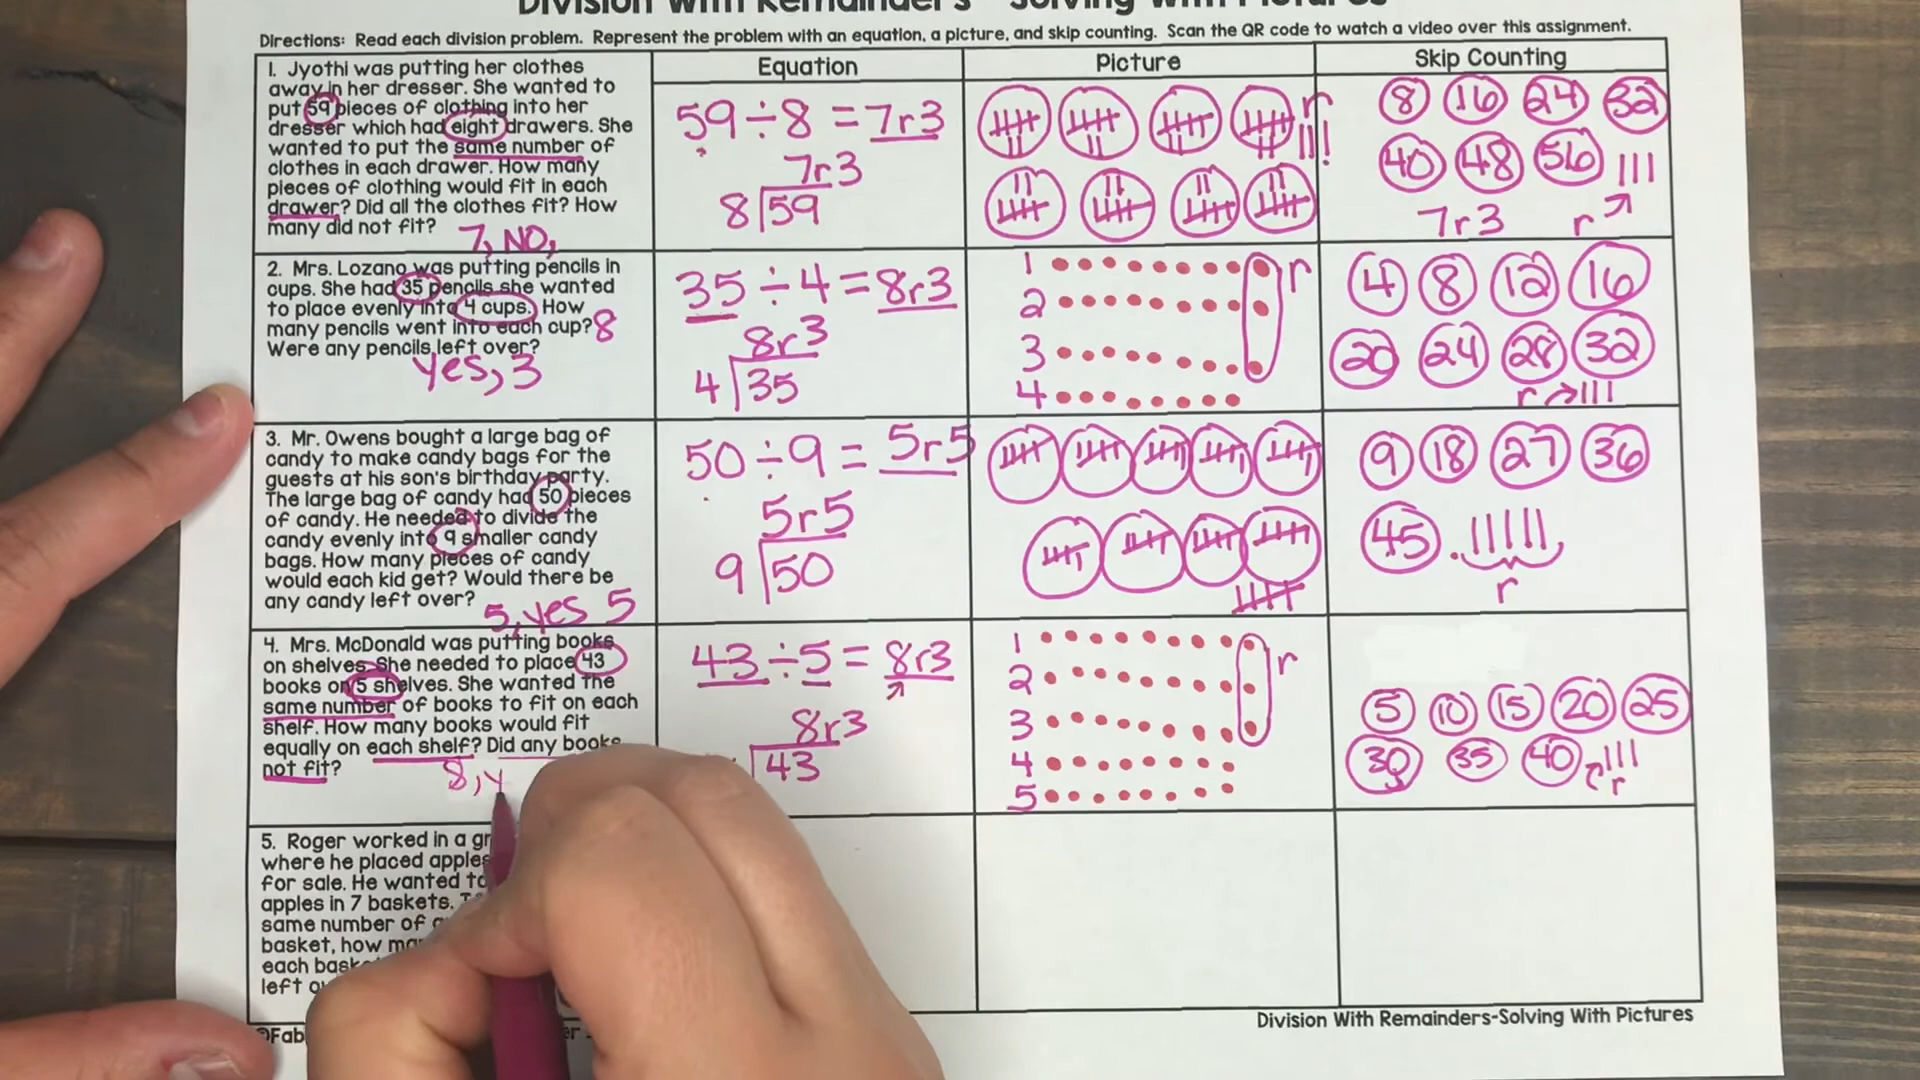 Division With Remainders - Solving With Pictures
Directions: Read each division problem. Represent the problem with an equation, a picture, and skip counting. Scan the QR code to watch a video over this assignment.
Equation
Picture
Skip Counting
1. Jyothi was putting her clothes
away in her dresser. She wanted to
put 59 pieces of clothing into her
dresser which had eight drawers. She
wanted to put the same number of
clothes in each drawer. How many
pieces of clothing would fit in each
drawer? Did all the clothes fit? How
many did not fit?
7, NO,
59 ÷ 8 = 7r3
7r3
8 59
r
8 16 24 32
40 48 56
7r3 r
2. Mrs. Lozano was putting pencils in
cups. She had 35 pencils she wanted
to place evenly into 4 cups. How
many pencils went into each cup? 8
Were any pencils left over?
yes, 3
35 ÷ 4 = 8r3
8r3
4 35
1 r
2
3
4
4 8 12 16
20 24 28 32
r
3. Mr. Owens bought a large bag of
candy to make candy bags for the
guests at his son's birthday party.
The large bag of candy had 50 pieces
of candy. He needed to divide the
candy evenly into 9 smaller candy
bags. How many pieces of candy
would each kid get? Would there be
any candy left over?
5, yes 5
50 ÷ 9 = 5r5
5r5
9 50
9 18 27 36
45
r
4. Mrs. McDonald was putting books
on shelves. She needed to place 43
books on 5 shelves. She wanted the
same number of books to fit on each
shelf. How many books would fit
equally on each shelf? Did any books
not fit?
8, y
43 ÷ 5 = 8r3
8r3
43
1 r
2
3
4
5
5 10 15 20 25
30 35 40
r
5. Roger worked in a
where he placed apples
for sale. He wanted to
apples in 7 baskets.
same number of
basket, how
each
left
Division With Remainders-Solving With Pictures